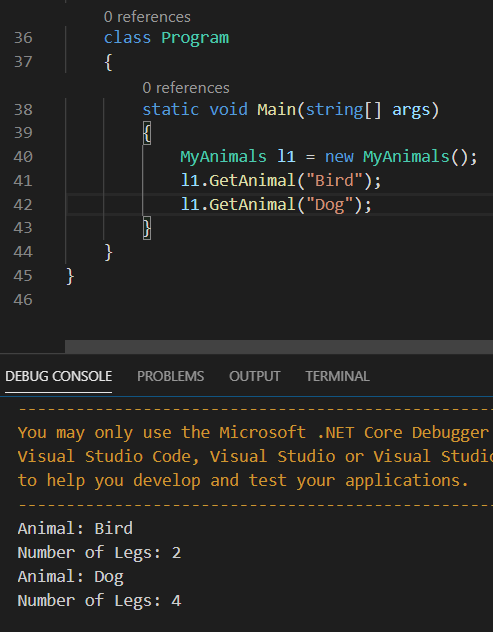 0 references
36 class Program
37 {
0 references
38 static void Main(string[] args)
39 {
40 MyAnimals l1 = new MyAnimals();
41 l1.GetAnimal("Bird");
42 l1.GetAnimal("Dog");
43 }
44 }
45 }
46
DEBUG CONSOLE PROBLEMS OUTPUT TERMINAL
-------------------------------------------------------------------
You may only use the Microsoft .NET Core Debugger
Visual Studio Code, Visual Studio or Visual Studio
to help you develop and test your applications.
-------------------------------------------------------------------
Animal: Bird
Number of Legs: 2
Animal: Dog
Number of Legs: 4